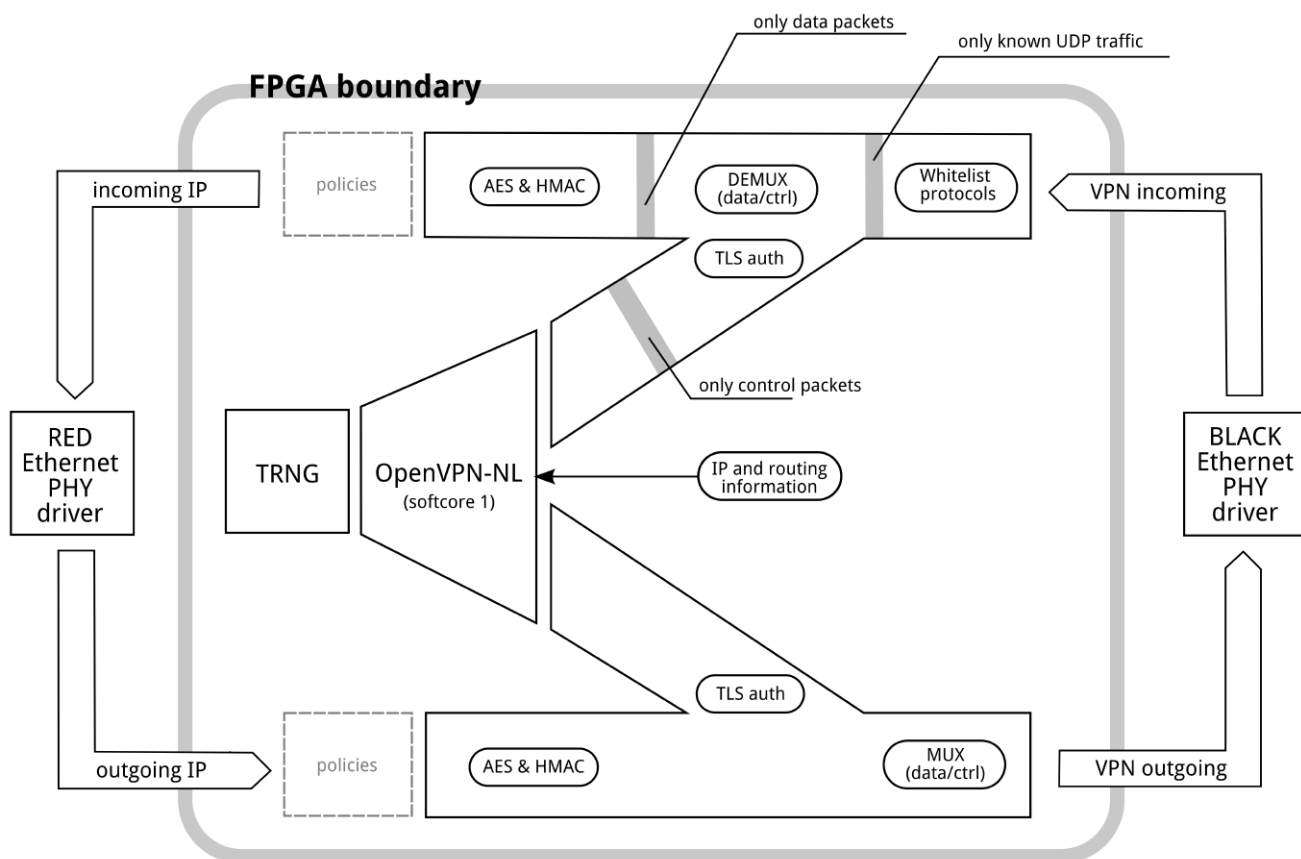 only data packets
only known UDP traffic
FPGA boundary
policies
AES & HMAC
DEMUX
(data/ctrl)
Whitelist
protocols
incoming IP
VPN incoming
TLS auth
only control packets
RED
Ethernet
PHY
driver
TRNG
OpenVPN-NL
(softcore 1)
IP and routing
information
BLACK
Ethernet
PHY
driver
TLS auth
policies
AES & HMAC
MUX
(data/ctrl)
outgoing IP
VPN outgoing